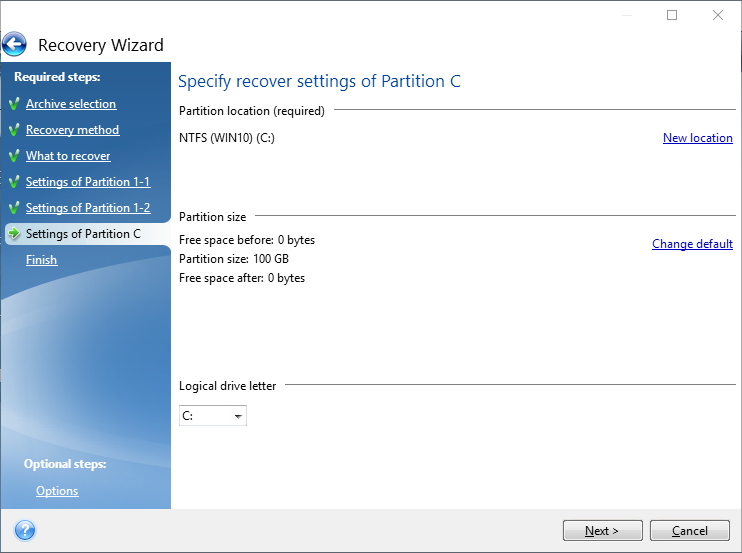 Recovery Wizard
Required steps:
Archive selection
Recovery method
What to recover
Settings of Partition 1-1
Settings of Partition 1-2
Settings of Partition C
Finish
Optional steps:
Options
Specify recover settings of Partition C
Partition location (required)
NTFS (WIN10) (C:)
New location
Partition size
Free space before: 0 bytes
Change default
Partition size: 100 GB
Free space after: 0 bytes
Logical drive letter
C:
?
Next >
Cancel